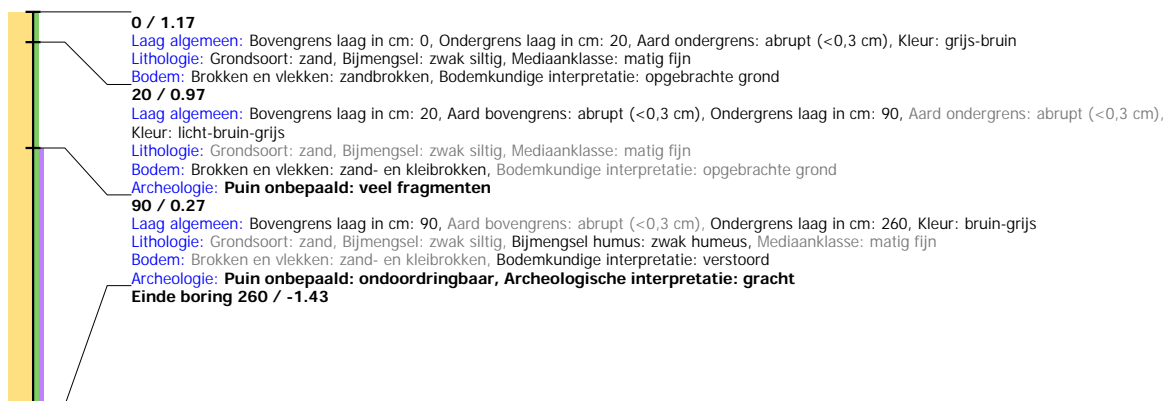 0 / 1.17
Laag algemeen: Bovengrens laag in cm: 0, Ondergrens laag in cm: 20, Aard ondergrens: abrupt (<0,3 cm), Kleur: grijs-bruin
Lithologie: Grondsoort: zand, Bijmengsel: zwak siltig, Mediaanklasse: matig fijn
Bodem: Brokken en vlekken: zandbrokken, Bodemkundige interpretatie: opgebrachte grond
20 / 0.97
Laag algemeen: Bovengrens laag in cm: 20, Aard bovengrens: abrupt (<0,3 cm), Ondergrens laag in cm: 90, Aard ondergrens: abrupt (<0,3 cm),
Kleur: licht-bruin-grijs
Lithologie: Grondsoort: zand, Bijmengsel: zwak siltig, Mediaanklasse: matig fijn
Bodem: Brokken en vlekken: zand- en kleibrokken, Bodemkundige interpretatie: opgebrachte grond
Archeologie: Puin onbepaald: veel fragmenten
90 / 0.27
Laag algemeen: Bovengrens laag in cm: 90, Aard bovengrens: abrupt (<0,3 cm), Ondergrens laag in cm: 260, Kleur: bruin-grijs
Lithologie: Grondsoort: zand, Bijmengsel: zwak siltig, Bijmengsel humus: zwak humeus, Mediaanklasse: matig fijn
Bodem: Brokken en vlekken: zand- en kleibrokken, Bodemkundige interpretatie: verstoord
Archeologie: Puin onbepaald: ondoordringbaar, Archeologische interpretatie: gracht
Einde boring 260 / -1.43